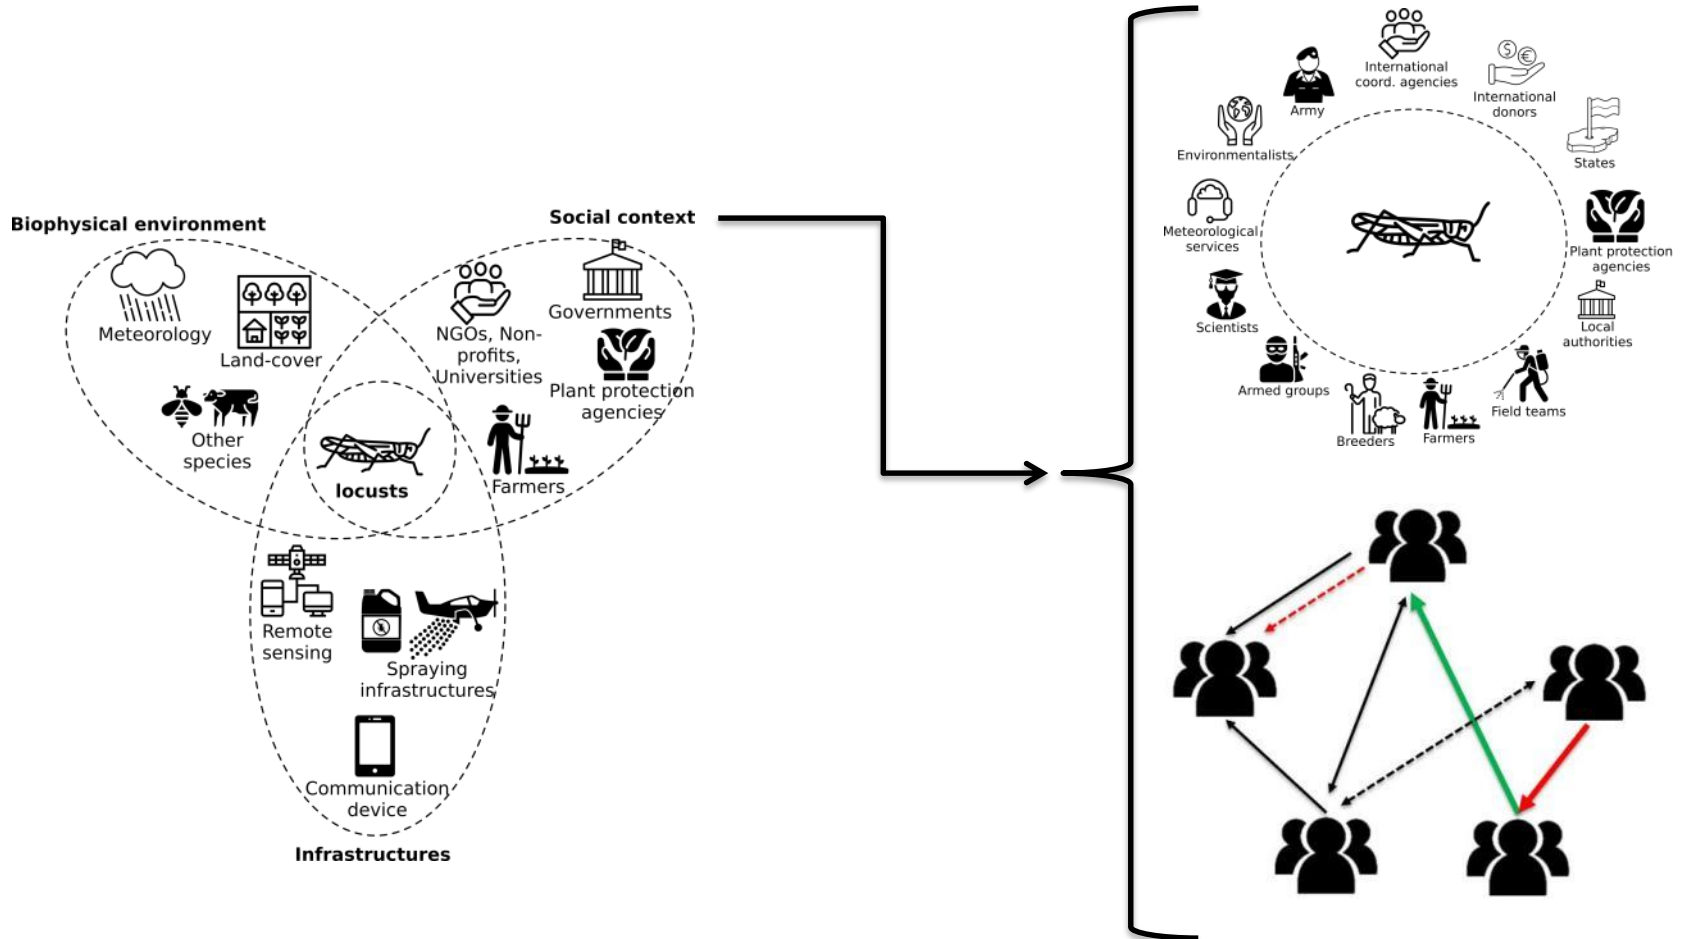 Biophysical environment
Meteorology
Land-cover
Other
species
Social context
NGOs, Non-
profits,
Universities
Governments
Plant protection
agencies
Farmers
locusts
Remote
sensing
Spraying
infrastructures
Communication
device
Infrastructures
International
coord. agencies
$ €
International
donors
Army
States
Environmentalists
Meteorological
services
Plant protection
agencies
Scientists
Local
authorities
Armed groups
Field teams
Breeders
Farmers